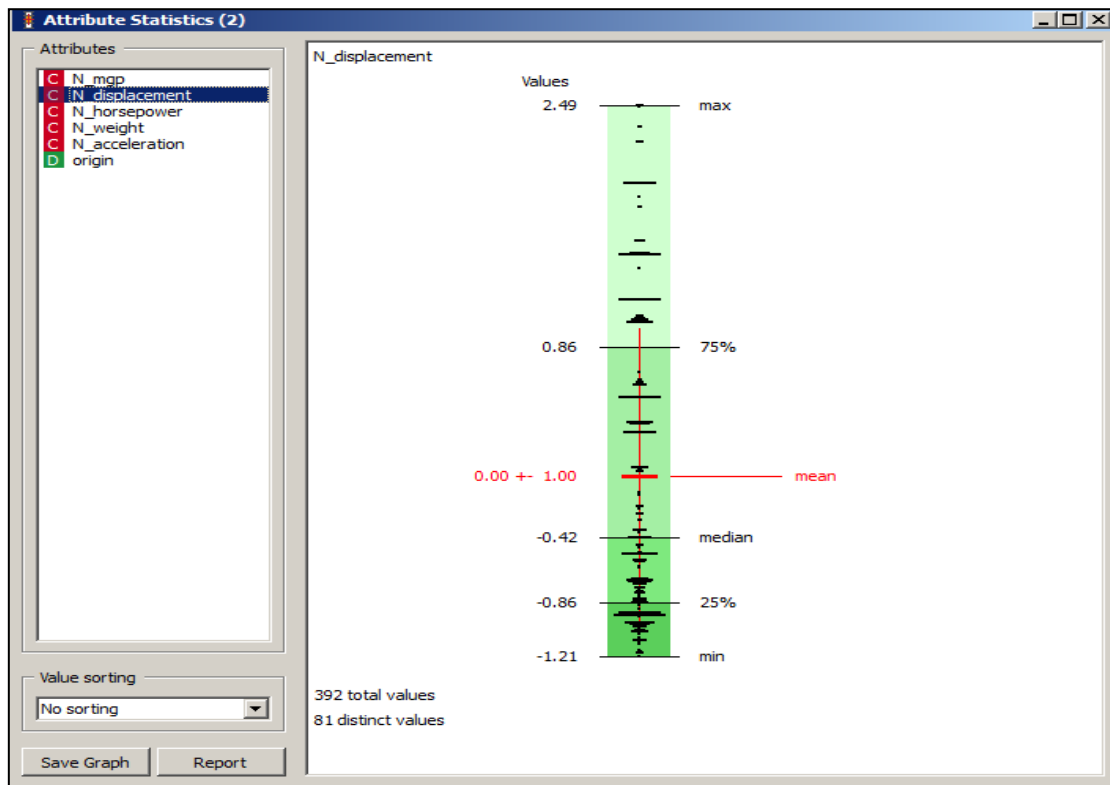 Attribute Statistics (2)
Attributes
C N_mgp
C N_displacement
C N_horsepower
C N_weight
C N_acceleration
D origin
Value sorting
No sorting
Save Graph
Report
N_displacement
Values
2.49 max
0.86 75%
0.00 +- 1.00 mean
-0.42 median
-0.86 25%
-1.21 min
392 total values
81 distinct values